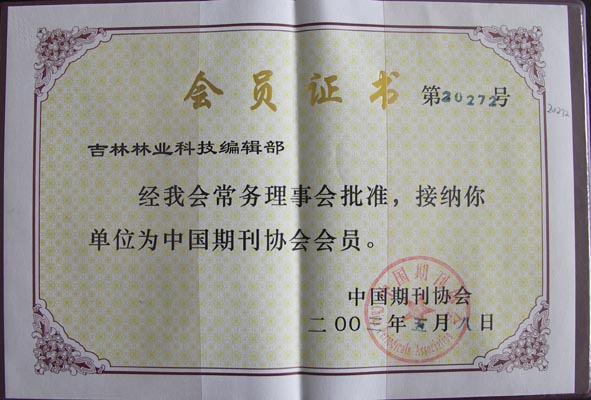 会员证书 第20272号
20272
吉林林业科技编辑部
经我会常务理事会批准，接纳你
单位为中国期刊协会会员。
中国期刊协会
二00三年五月八日